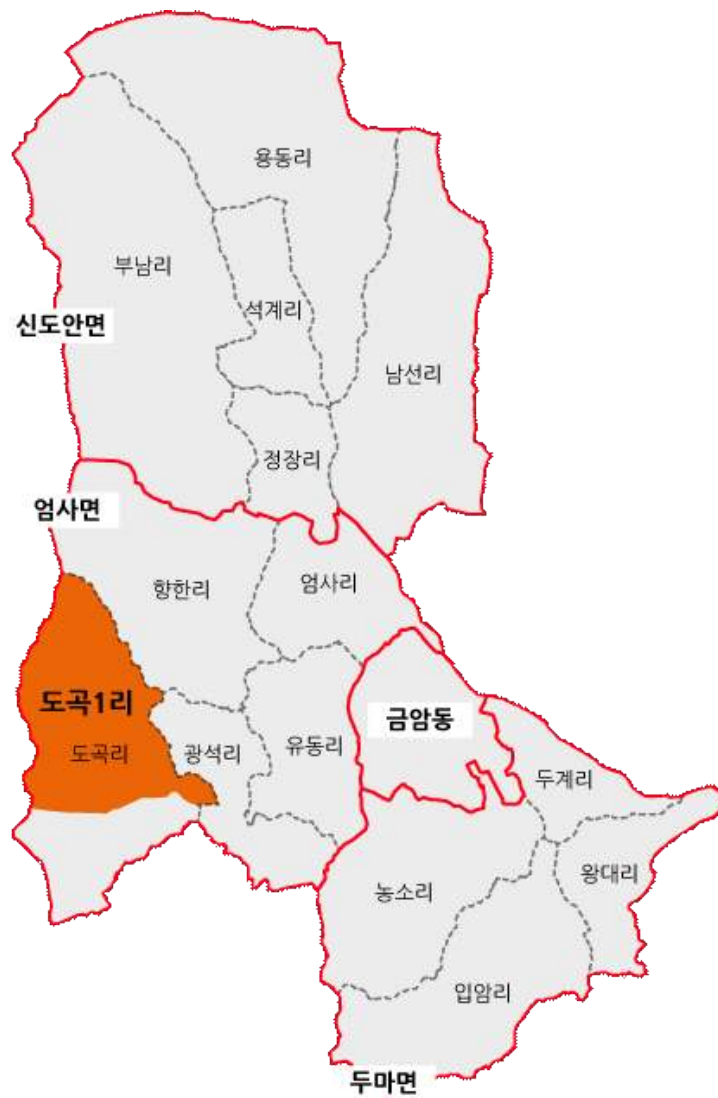 용동리
부남리
석계리
신도안면
남선리
정장리
엄사면
엄사리
향한리
도곡1리
금암동
도곡리
광석리
유동리
두계리
왕대리
농소리
입암리
두마면